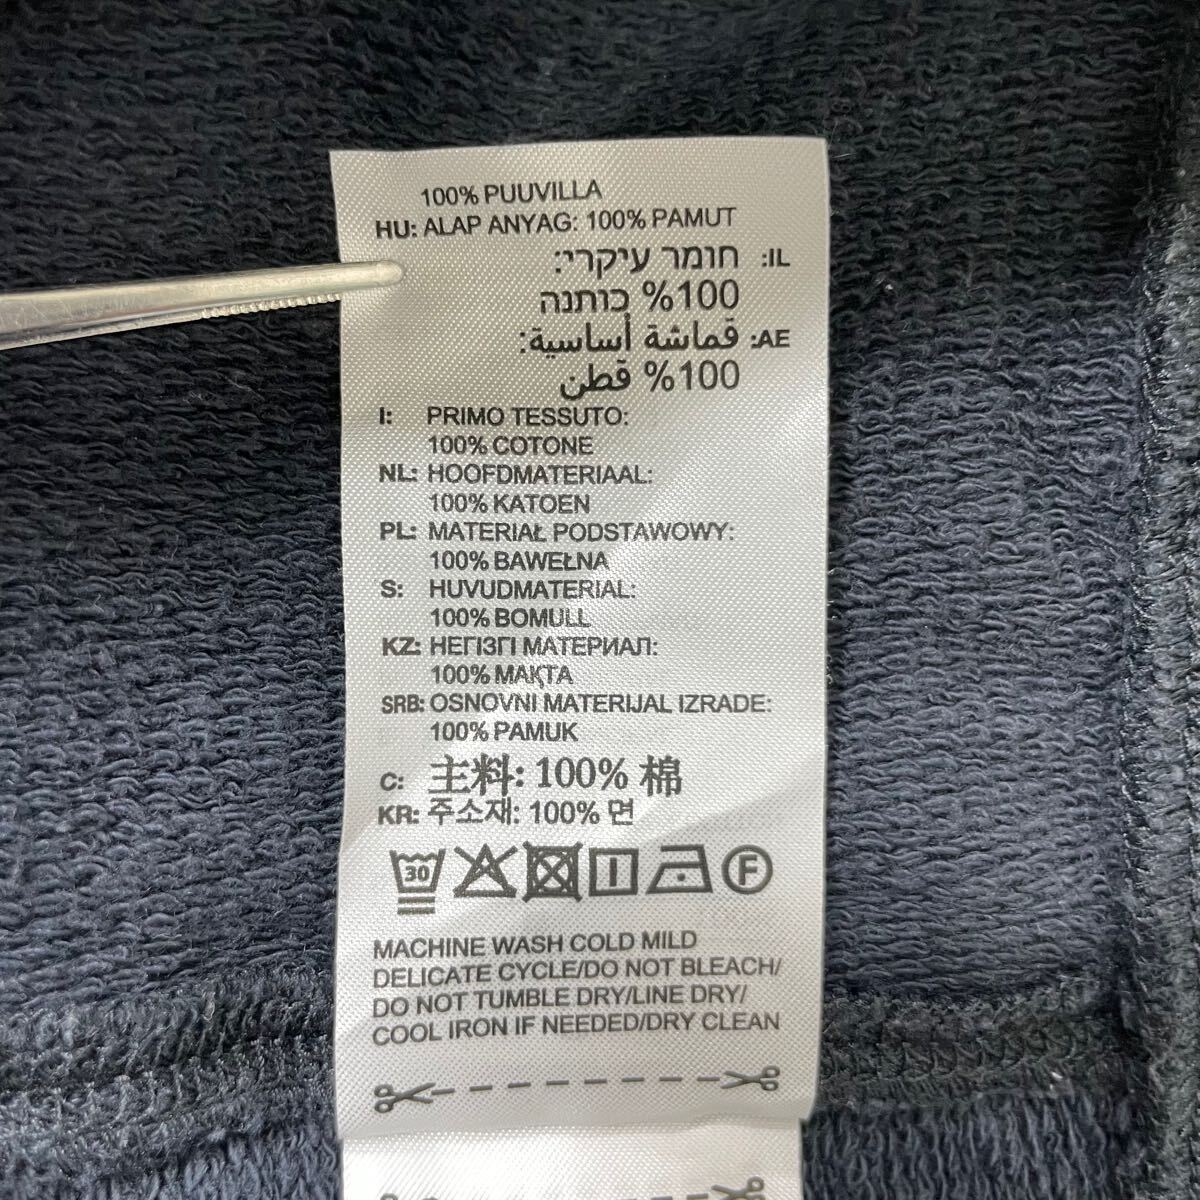 100% PUUVILLA
HU: ALAP ANYAG: 100% PAMUT
IL: חומר עיקרי:
100% כותנה
AE: قماشة أساسية:
100% قطن
I: PRIMO TESSUTO:
100% COTONE
NL: HOOFDMATERIAAL:
100% KATOEN
PL: MATERIAŁ PODSTAWOWY:
100% BAWEŁNA
S: HUVUDMATERIAL:
100% BOMULL
KZ: НЕГІЗГІ МАТЕРИАЛ:
100% МАҚТА
SRB: OSNOVNI MATERIJAL IZRADE:
100% PAMUK
C: 主料: 100% 棉
KR: 주소재: 100% 면
30 F
MACHINE WASH COLD MILD
DELICATE CYCLE/DO NOT BLEACH/
DO NOT TUMBLE DRY/LINE DRY/
COOL IRON IF NEEDED/DRY CLEAN